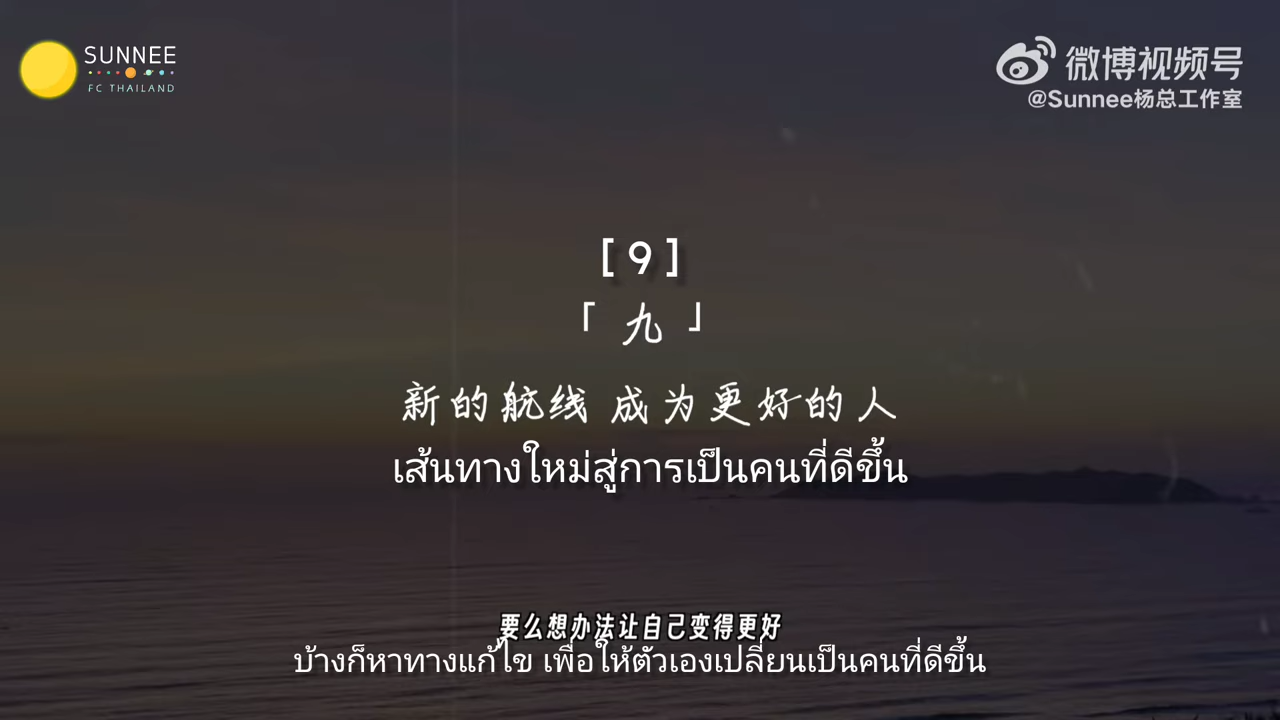 SUNNEE
FC THAILAND
微博视频号
@Sunnee杨总工作室
[ 9 ]
「 九 」
新的航线 成为更好的人
เส้นทางใหม่สู่การเป็นคนที่ดีขึ้น
要么想办法让自己变得更好
บ้างก็หาทางแก้ไข เพื่อให้ตัวเองเปลี่ยนเป็นคนที่ดีขึ้น